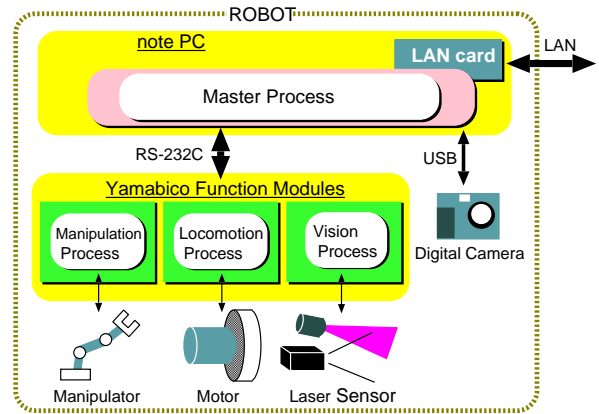 ROBOT
note PC
LAN card
LAN
Master Process
RS-232C
USB
Yamabico Function Modules
Manipulation
Process
Locomotion
Process
Vision
Process
Digital Camera
Manipulator
Motor
Laser Sensor